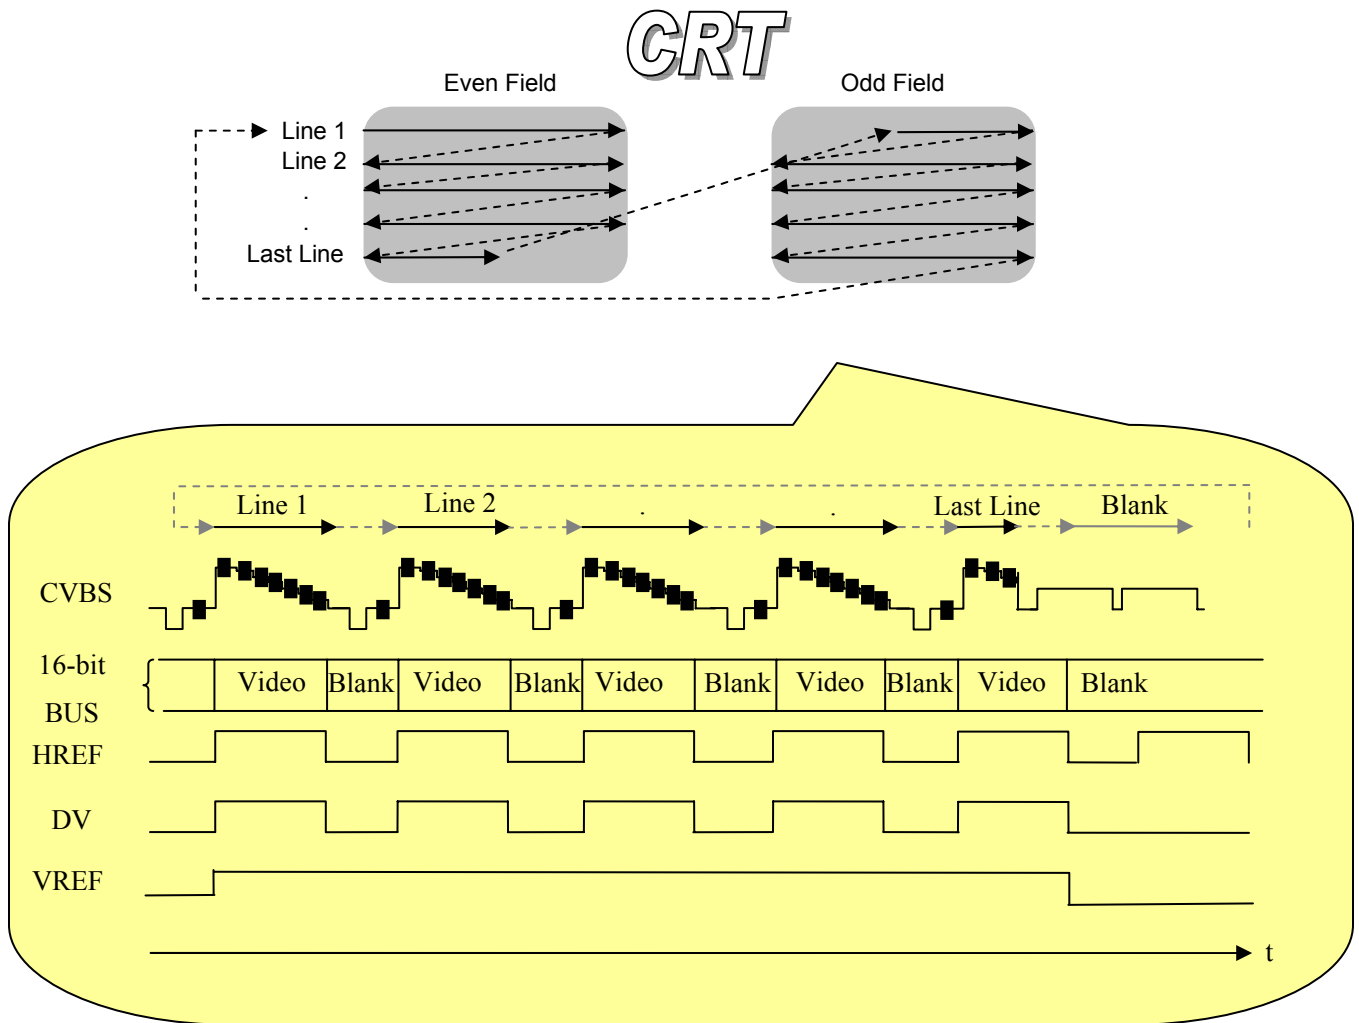 CRT
Even Field
Odd Field
Line 1
Line 2
.
.
Last Line
Line 1
Line 2
.
.
Last Line
Blank
CVBS
16-bit
BUS
Video
Blank
Video
Blank
Video
Blank
Video
Blank
Video
Blank
HREF
DV
VREF
t